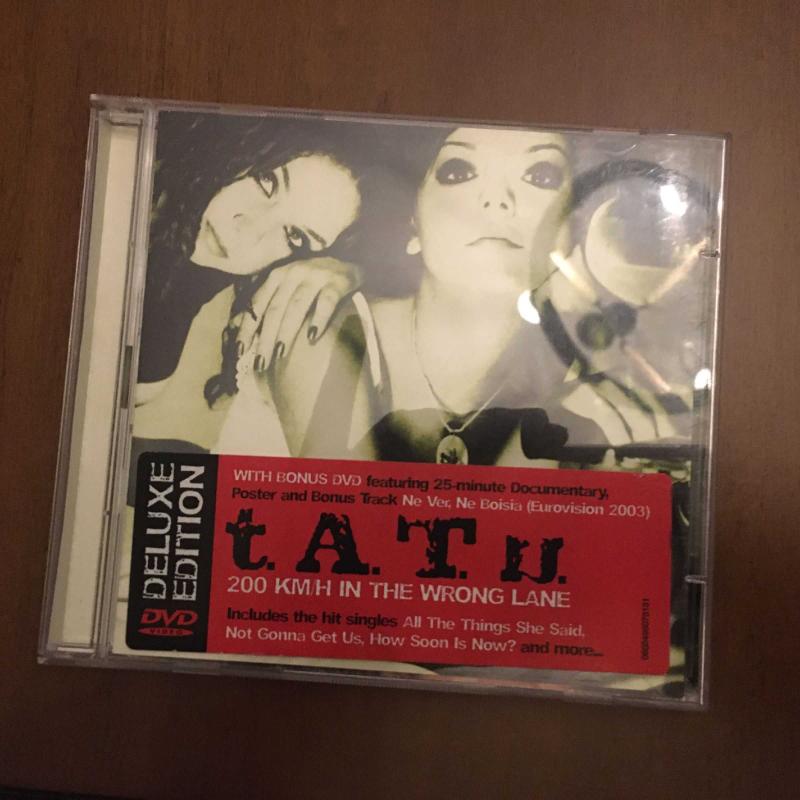 DELUXE
EDITION
DVD
VIDEO
WITH BONUS DVD featuring 25-minute Documentary,
Poster and Bonus Track Ne Ver, Ne Boisia (Eurovision 2003)
t.A.T.u.
200 KM/H IN THE WRONG LANE
Includes the hit singles All The Things She Said,
Not Gonna Get Us, How Soon Is Now? and more...